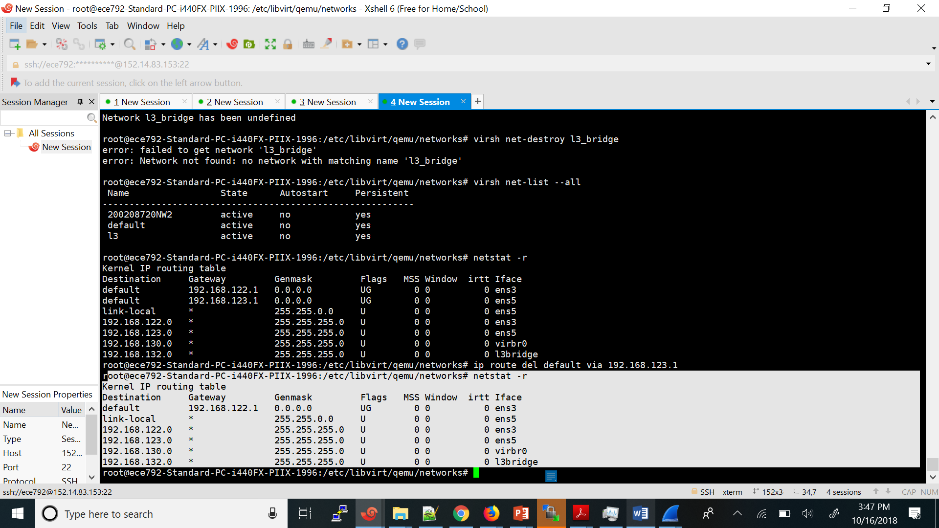 New Session - root@ece792-Standard-PC-i440FX-PIIX-1996: /etc/libvirt/qemu/networks - Xshell 6 (Free for Home/School)
File Edit View Tools Tab Window Help
ssh://ece792:**********@152.14.83.153:22
To add the current session, click on the left arrow button.
Session Manager
1 New Session
2 New Session
3 New Session
4 New Session
All Sessions
New Session
Network l3_bridge has been undefined
root@ece792-Standard-PC-i440FX-PIIX-1996:/etc/libvirt/qemu/networks# virsh net-destroy l3_bridge
error: failed to get network 'l3_bridge'
error: Network not found: no network with matching name 'l3_bridge'
root@ece792-Standard-PC-i440FX-PIIX-1996:/etc/libvirt/qemu/networks# virsh net-list --all
Name State Autostart Persistent
----------------------------------------------------------
200208720NW2 active no yes
default active no yes
l3 active no yes
root@ece792-Standard-PC-i440FX-PIIX-1996:/etc/libvirt/qemu/networks# netstat -r
Kernel IP routing table
Destination Gateway Genmask Flags MSS Window irtt Iface
default 192.168.122.1 0.0.0.0 UG 0 0 0 ens3
default 192.168.123.1 0.0.0.0 UG 0 0 0 ens5
link-local * 255.255.0.0 U 0 0 0 ens5
192.168.122.0 * 255.255.255.0 U 0 0 0 ens3
192.168.123.0 * 255.255.255.0 U 0 0 0 ens5
192.168.130.0 * 255.255.255.0 U 0 0 0 virbr0
192.168.132.0 * 255.255.255.0 U 0 0 0 l3bridge
root@ece792-Standard-PC-i440FX-PIIX-1996:/etc/libvirt/qemu/networks# ip route del default via 192.168.123.1
root@ece792-Standard-PC-i440FX-PIIX-1996:/etc/libvirt/qemu/networks# netstat -r
Kernel IP routing table
Destination Gateway Genmask Flags MSS Window irtt Iface
default 192.168.122.1 0.0.0.0 UG 0 0 0 ens3
link-local * 255.255.0.0 U 0 0 0 ens5
192.168.122.0 * 255.255.255.0 U 0 0 0 ens3
192.168.123.0 * 255.255.255.0 U 0 0 0 ens5
192.168.130.0 * 255.255.255.0 U 0 0 0 virbr0
192.168.132.0 * 255.255.255.0 U 0 0 0 l3bridge
root@ece792-Standard-PC-i440FX-PIIX-1996:/etc/libvirt/qemu/networks#
New Session Properties
Name Value
Name Ne...
Type Ses...
Host 152....
Port 22
Protocol SSH
ssh://ece792@152.14.83.153:22
SSH xterm 152x3 34,7 4 sessions CAP NUM
Type here to search
3:47 PM
10/16/2018